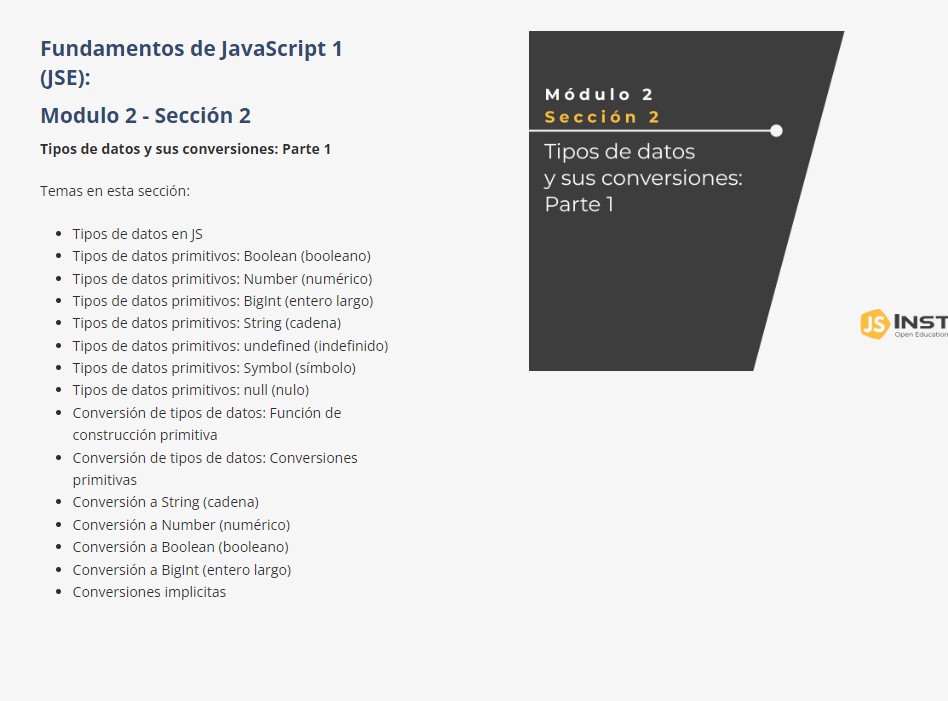 Fundamentos de JavaScript 1
(JSE):
Modulo 2 - Sección 2
Tipos de datos y sus conversiones: Parte 1
Temas en esta sección:
• Tipos de datos en JS
• Tipos de datos primitivos: Boolean (booleano)
• Tipos de datos primitivos: Number (numérico)
• Tipos de datos primitivos: BigInt (entero largo)
• Tipos de datos primitivos: String (cadena)
• Tipos de datos primitivos: undefined (indefinido)
• Tipos de datos primitivos: Symbol (símbolo)
• Tipos de datos primitivos: null (nulo)
• Conversión de tipos de datos: Función de
construcción primitiva
• Conversión de tipos de datos: Conversiones
primitivas
• Conversión a String (cadena)
• Conversión a Number (numérico)
• Conversión a Boolean (booleano)
• Conversión a BigInt (entero largo)
• Conversiones implicitas
Módulo 2
Sección 2
Tipos de datos
y sus conversiones:
Parte 1
JS INST
Open Education